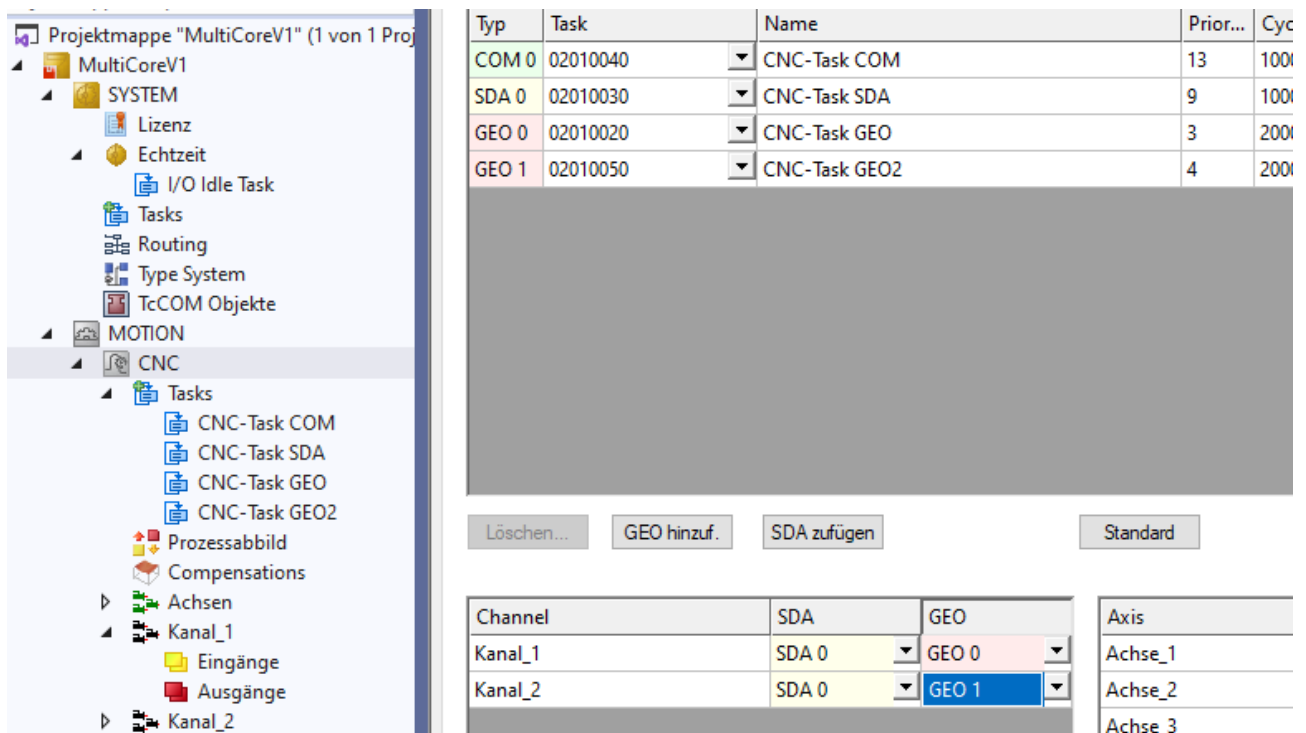 Projektmappe "MultiCoreV1" (1 von 1 Proj
MultiCoreV1
SYSTEM
Lizenz
Echtzeit
I/O Idle Task
Tasks
Routing
Type System
TcCOM Objekte
MOTION
CNC
Tasks
CNC-Task COM
CNC-Task SDA
CNC-Task GEO
CNC-Task GEO2
Prozessabbild
Compensations
Achsen
Kanal_1
Eingänge
Ausgänge
Kanal_2
Typ Task Name Prior... Cyc
COM 0 02010040 CNC-Task COM 13 1000
SDA 0 02010030 CNC-Task SDA 9 1000
GEO 0 02010020 CNC-Task GEO 3 2000
GEO 1 02010050 CNC-Task GEO2 4 2000
Löschen... GEO hinzuf. SDA zufügen Standard
Channel SDA GEO
Kanal_1 SDA 0 GEO 0
Kanal_2 SDA 0 GEO 1
Axis
Achse_1
Achse_2
Achse_3